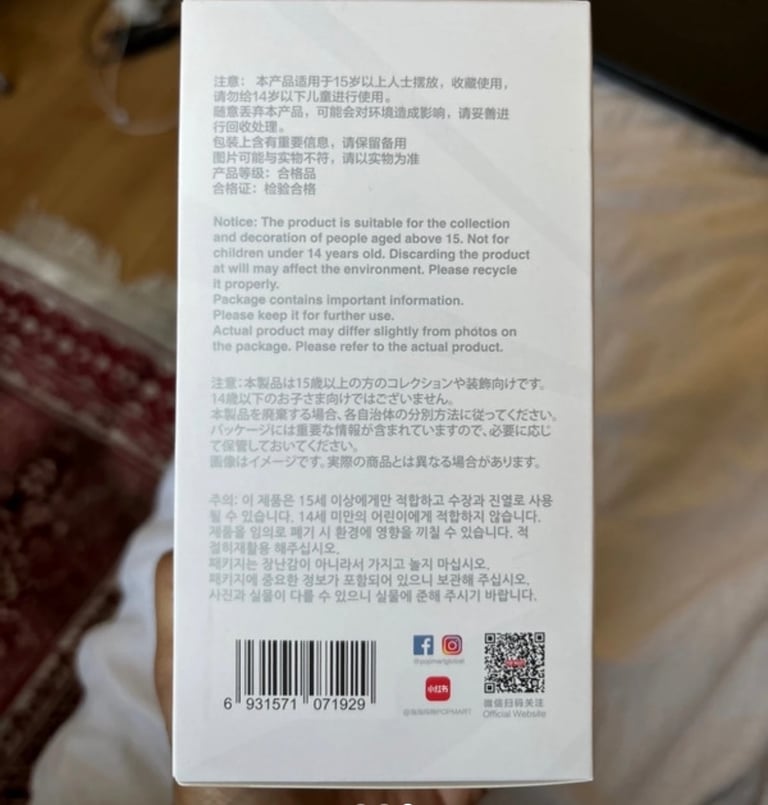 注意： 本产品适用于15岁以上人士摆放，收藏使用，
请勿给14岁以下儿童进行使用。
随意丢弃本产品，可能会对环境造成影响，请妥善进
行回收处理。
包装上含有重要信息，请保留备用
图片可能与实物不符，请以实物为准
产品等级：合格品
合格证：检验合格
Notice: The product is suitable for the collection
and decoration of people aged above 15. Not for
children under 14 years old. Discarding the product
at will may affect the environment. Please recycle
it properly.
Package contains important information.
Please keep it for further use.
Actual product may differ slightly from photos on
the package. Please refer to the actual product.
注意：本製品は15歳以上の方のコレクションや装飾向けです。
14歳以下のお子さま向けではございません。
本製品を廃棄する場合、各自治体の分別方法に従ってください。
パッケージには重要な情報が含まれていますので、必要に応じ
て保管しておいてください。
画像はイメージです。実際の商品とは異なる場合があります。
주의: 이 제품은 15세 이상에게만 적합하고 수장과 진열로 사용
될 수 있습니다. 14세 미만의 어린이에게 적합하지 않습니다.
제품을 임의로 폐기 시 환경에 영향을 끼칠 수 있습니다. 적
절히재활용 해주십시오.
패키지는 장난감이 아니라서 가지고 놀지 마십시오.
패키지에 중요한 정보가 포함되어 있으니 보관해 주십시오.
사진과 실물이 다를 수 있으니 실물에 준해 주시기 바랍니다.
6 931571 071929
@popmartglobal
小红书
POPMART
微信扫码关注
Official Website